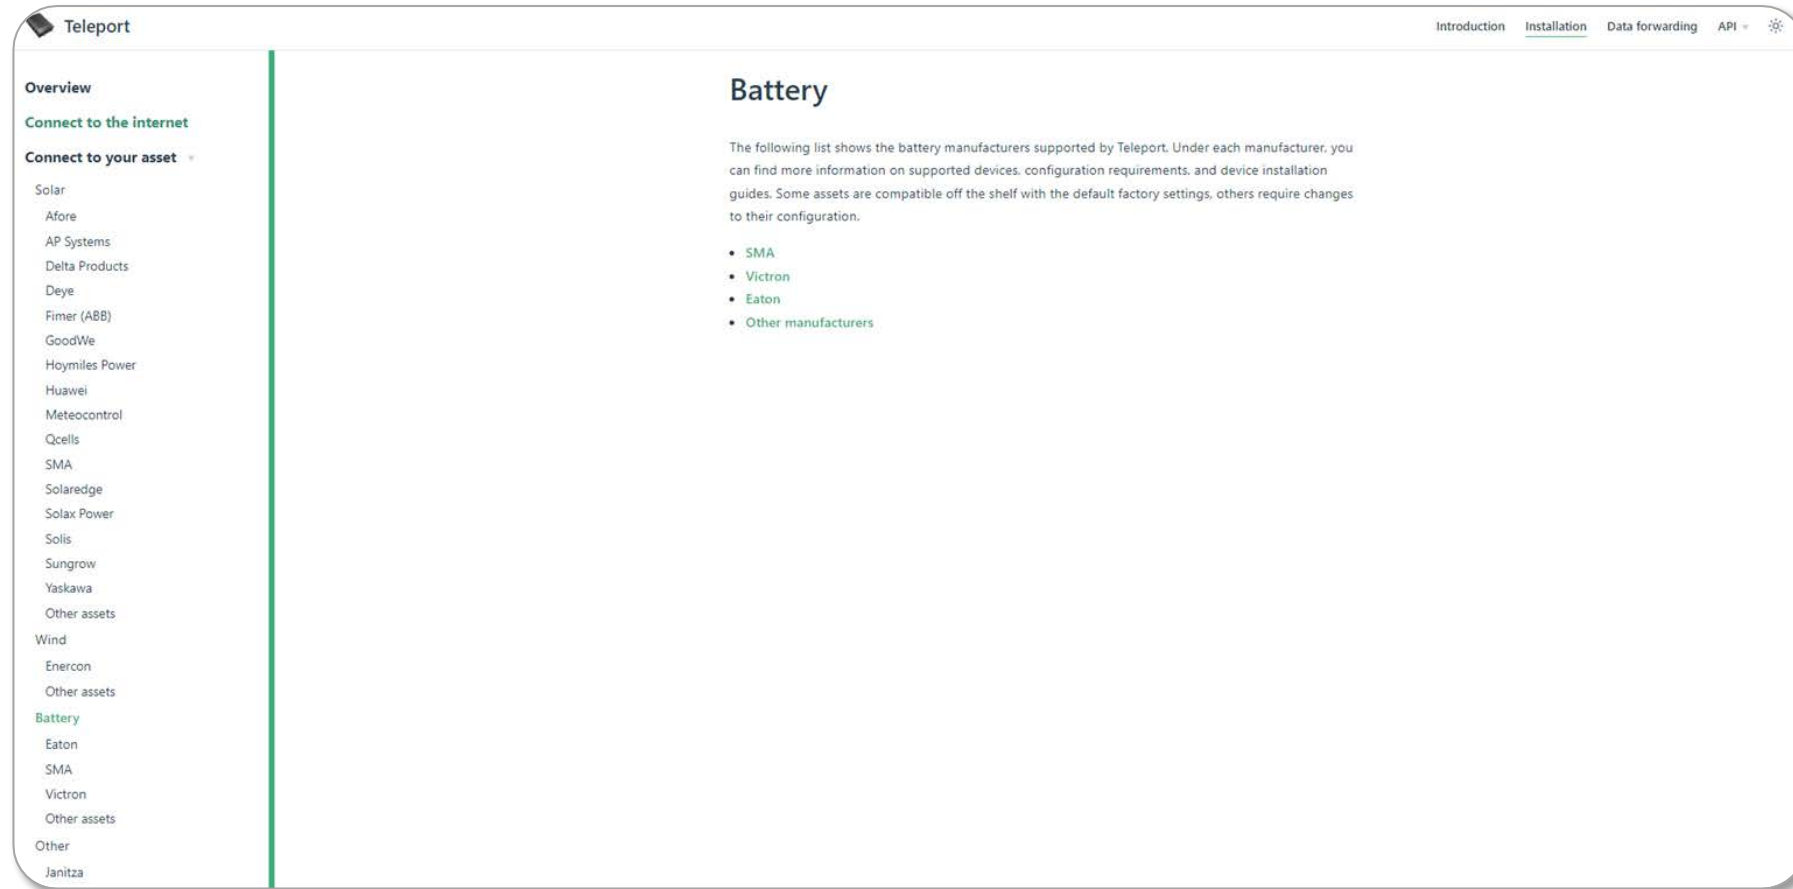 Teleport
Introduction Installation Data forwarding API
Overview
Connect to the internet
Connect to your asset
Solar
Afore
AP Systems
Delta Products
Deye
Fimer (ABB)
GoodWe
Hoymiles Power
Huawei
Meteocontrol
Qcells
SMA
Solaredge
Solax Power
Solis
Sungrow
Yaskawa
Other assets
Wind
Enercon
Other assets
Battery
Eaton
SMA
Victron
Other assets
Other
Janitza
Battery
The following list shows the battery manufacturers supported by Teleport. Under each manufacturer, you
can find more information on supported devices, configuration requirements, and device installation
guides. Some assets are compatible off the shelf with the default factory settings, others require changes
to their configuration.
• SMA
• Victron
• Eaton
• Other manufacturers